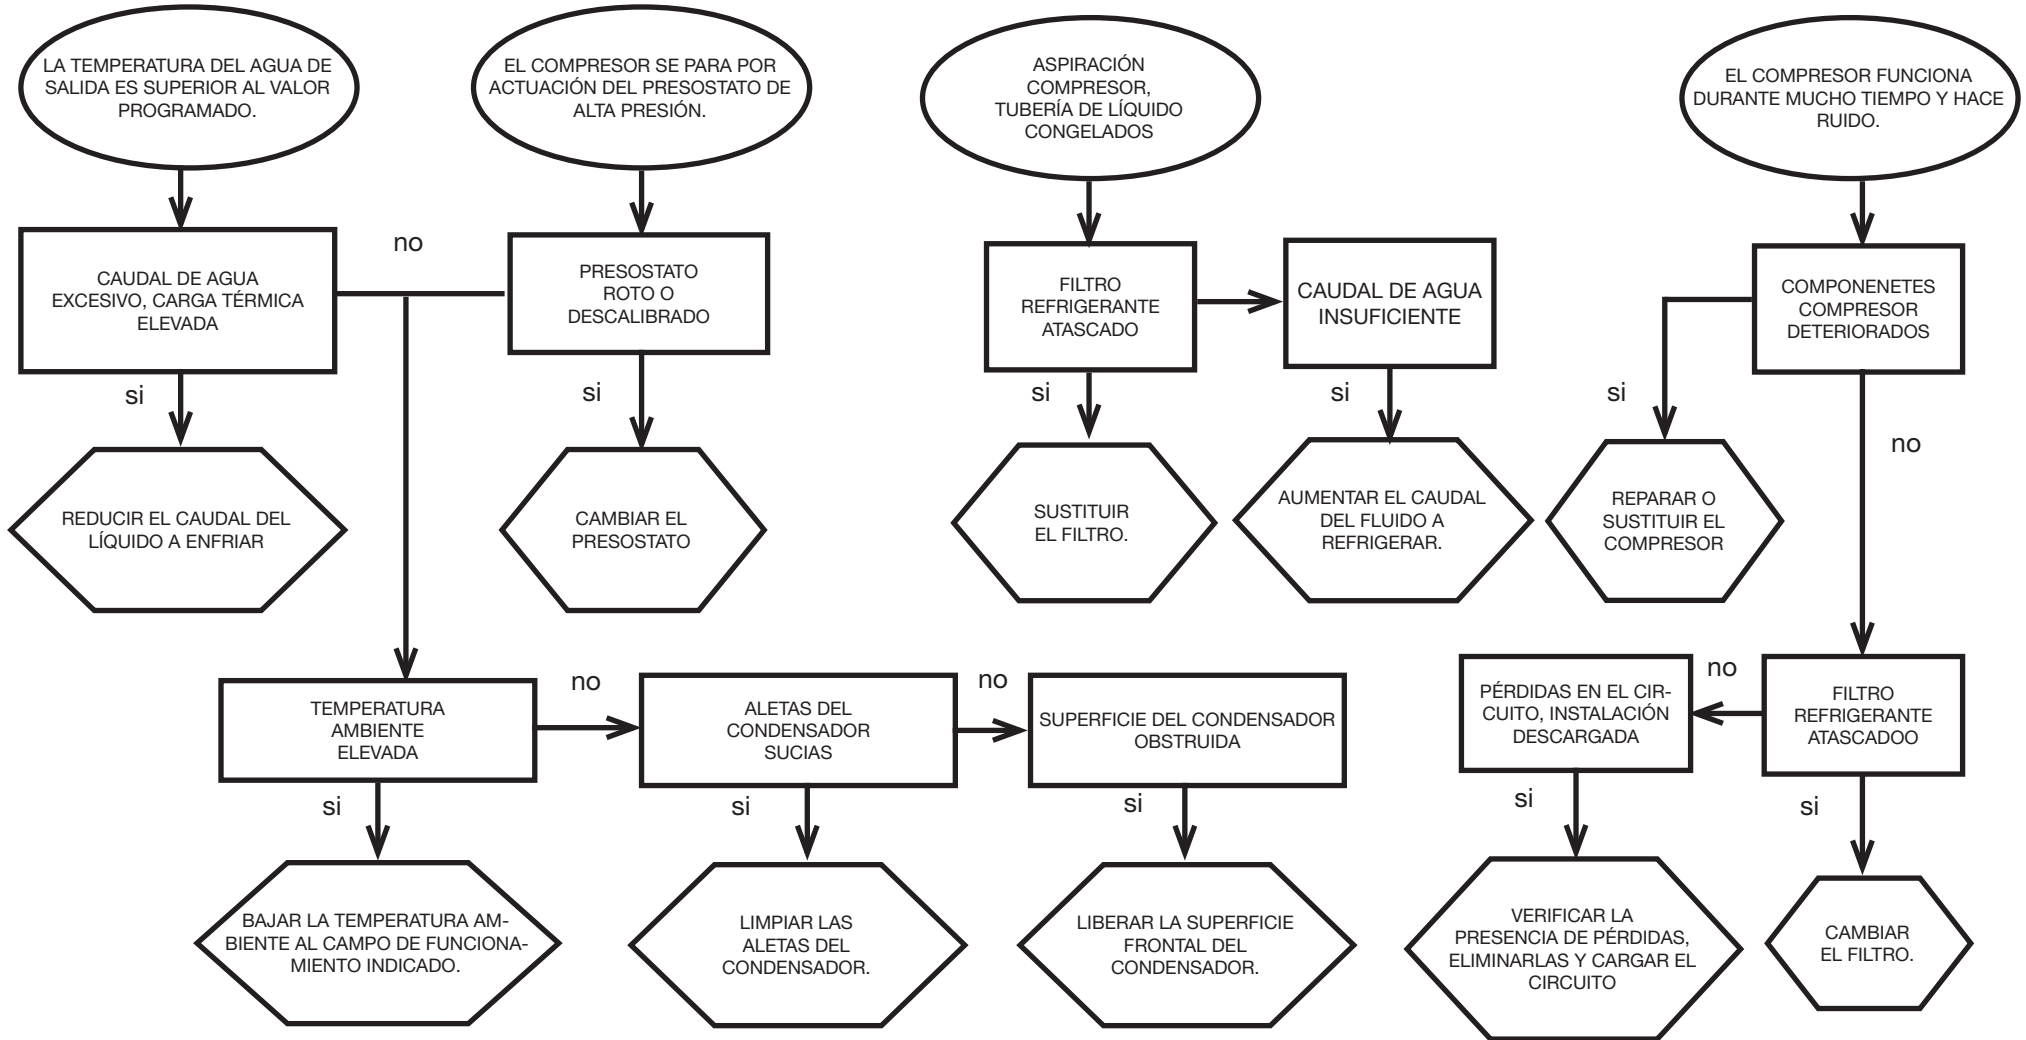 LA TEMPERATURA DEL AGUA DE
SALIDA ES SUPERIOR AL VALOR
PROGRAMADO.
EL COMPRESOR SE PARA POR
ACTUACIÓN DEL PRESOSTATO DE
ALTA PRESIÓN.
ASPIRACIÓN
COMPRESOR,
TUBERÍA DE LÍQUIDO
CONGELADOS
EL COMPRESOR FUNCIONA
DURANTE MUCHO TIEMPO Y HACE
RUIDO.
CAUDAL DE AGUA
EXCESIVO, CARGA TÉRMICA
ELEVADA
no
PRESOSTATO
ROTO O
DESCALIBRADO
FILTRO
REFRIGERANTE
ATASCADO
CAUDAL DE AGUA
INSUFICIENTE
COMPONENETES
COMPRESOR
DETERIORADOS
si
si
si
si
si
no
REDUCIR EL CAUDAL DEL
LÍQUIDO A ENFRIAR
CAMBIAR EL
PRESOSTATO
SUSTITUIR
EL FILTRO.
AUMENTAR EL CAUDAL
DEL FLUIDO A
REFRIGERAR.
REPARAR O
SUSTITUIR EL
COMPRESOR
TEMPERATURA
AMBIENTE
ELEVADA
no
ALETAS DEL
CONDENSADOR
SUCIAS
no
SUPERFICIE DEL CONDENSADOR
OBSTRUIDA
PÉRDIDAS EN EL CIR-
CUITO, INSTALACIÓN
DESCARGADA
no
FILTRO
REFRIGERANTE
ATASCADOO
si
si
si
si
si
BAJAR LA TEMPERATURA AM-
BIENTE AL CAMPO DE FUNCIONA-
MIENTO INDICADO.
LIMPIAR LAS
ALETAS DEL
CONDENSADOR.
LIBERAR LA SUPERFICIE
FRONTAL DEL
CONDENSADOR.
VERIFICAR LA
PRESENCIA DE PÉRDIDAS,
ELIMINARLAS Y CARGAR EL
CIRCUITO
CAMBIAR
EL FILTRO.